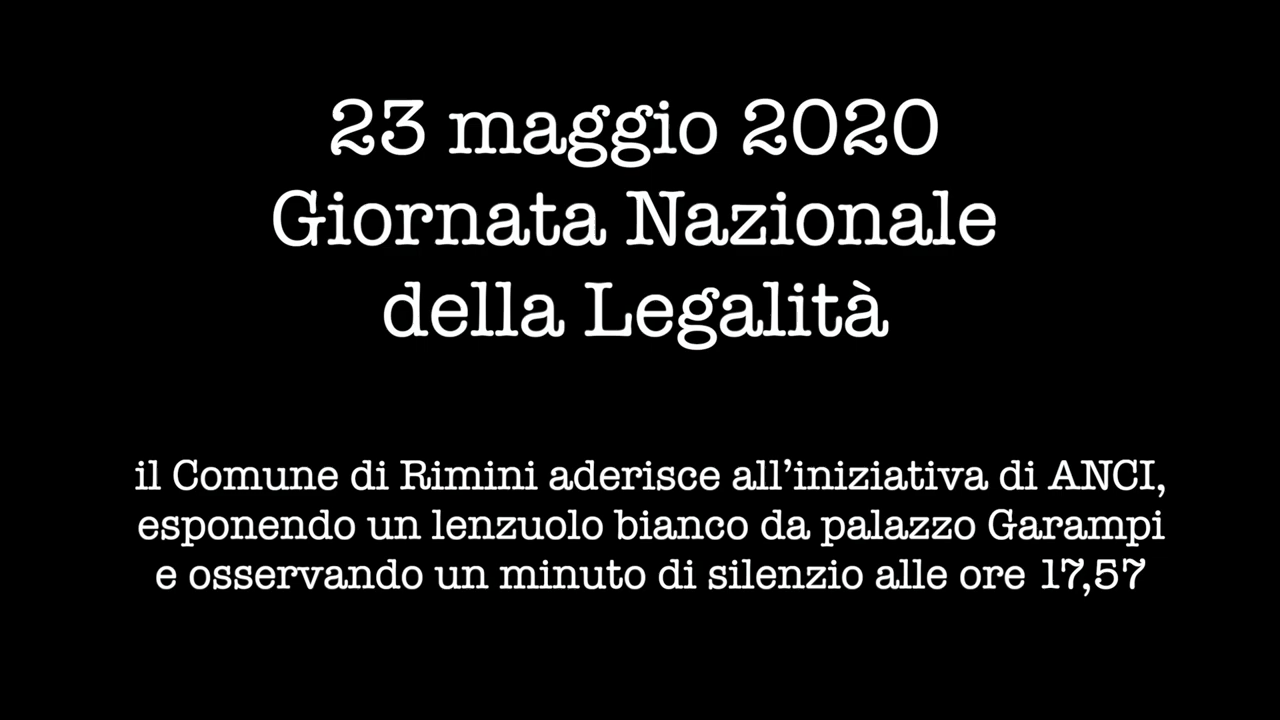 23 maggio 2020
Giornata Nazionale
della Legalità
il Comune di Rimini aderisce all’iniziativa di ANCI,
esponendo un lenzuolo bianco da palazzo Garampi
e osservando un minuto di silenzio alle ore 17,57